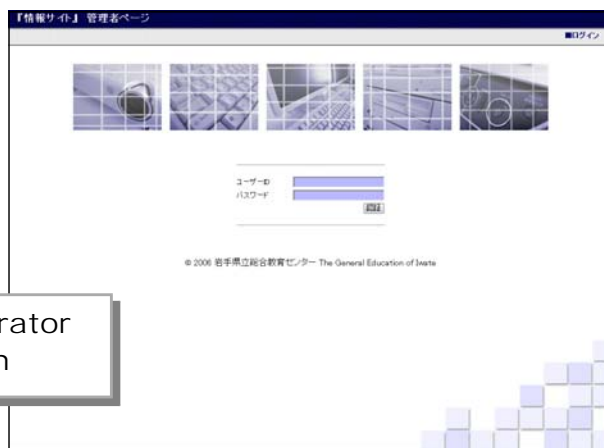 『情報サイト』 管理者ページ
■ログイン
ユーザーID
パスワード
© 2006 岩手県立総合教育センター The General Education of Iwate
rator
n